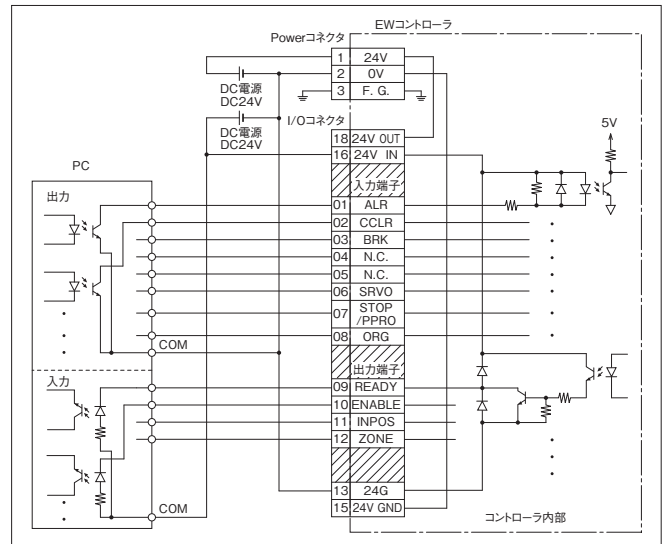 EWコントローラ
Powerコネクタ
1 24V
2 0V
3 F. G.
DC電源
DC24V
DC電源
DC24V
I/Oコネクタ
18 24V OUT
16 24V IN
5V
PC
出力
入力端子
01 ALR
02 CCLR
03 BRK
04 N.C.
05 N.C.
06 SRVO
07 STOP
/PPRO
08 ORG
COM
出力端子
入力
09 READY
10 ENABLE
11 INPOS
12 ZONE
13 24G
15 24V GND
COM
コントローラ内部